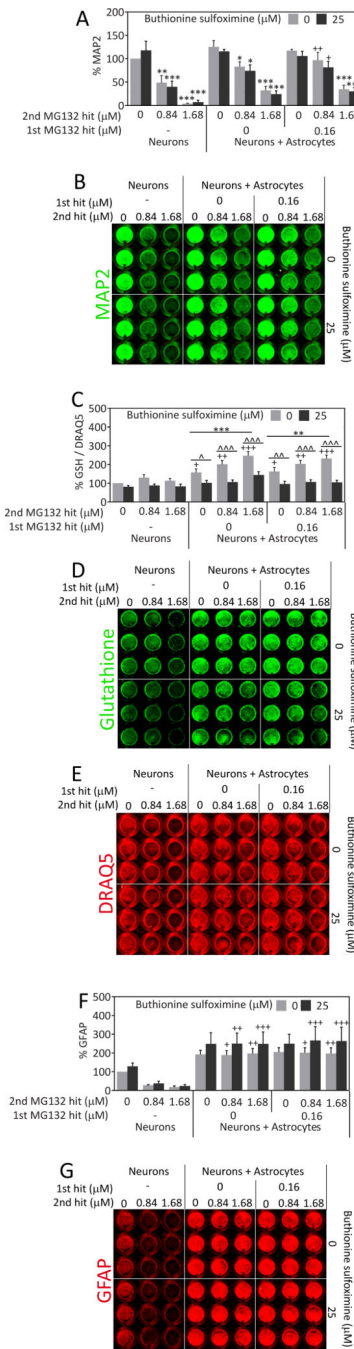 A
Buthionine sulfoximine (µM) 0 25
% MAP2
150
100
50
0
** *** *** *** * * *** *** ++ + *** **
2nd MG132 hit (µM) 0 0.84 1.68 0 0.84 1.68 0 0.84 1.68
1st MG132 hit (µM) - 0 0.16
Neurons Neurons + Astrocytes
B
Neurons Neurons + Astrocytes
1st hit (µM) - 0 0.16
2nd hit (µM) 0 0.84 1.68 0 0.84 1.68 0 0.84 1.68
MAP2
Buthionine sulfoximine (µM)
0
25
C
Buthionine sulfoximine (µM) 0 25
% GSH / DRAQ5
500
400
300
200
100
0
*** **
^ ^^^ ^^^ ^^ ^^^ ^^^
+ ++ +++ + ++ +++
2nd MG132 hit (µM) 0 0.84 1.68 0 0.84 1.68 0 0.84 1.68
1st MG132 hit (µM) - 0 0.16
Neurons Neurons + Astrocytes
D
Neurons Neurons + Astrocytes
1st hit (µM) - 0 0.16
2nd hit (µM) 0 0.84 1.68 0 0.84 1.68 0 0.84 1.68
Glutathione
Buthionine sulfoximine (µM)
0
25
E
Neurons Neurons + Astrocytes
1st hit (µM) - 0 0.16
2nd hit (µM) 0 0.84 1.68 0 0.84 1.68 0 0.84 1.68
DRAQ5
Buthionine sulfoximine (µM)
0
25
F
Buthionine sulfoximine (µM) 0 25
% GFAP
500
400
300
200
100
0
+ ++ ++ +++ + +++ ++ +++
2nd MG132 hit (µM) 0 0.84 1.68 0 0.84 1.68 0 0.84 1.68
1st MG132 hit (µM) - 0 0.16
Neurons Neurons + Astrocytes
G
Neurons Neurons + Astrocytes
1st hit (µM) - 0 0.16
2nd hit (µM) 0 0.84 1.68 0 0.84 1.68 0 0.84 1.68
GFAP
Buthionine sulfoximine (µM)
0
25